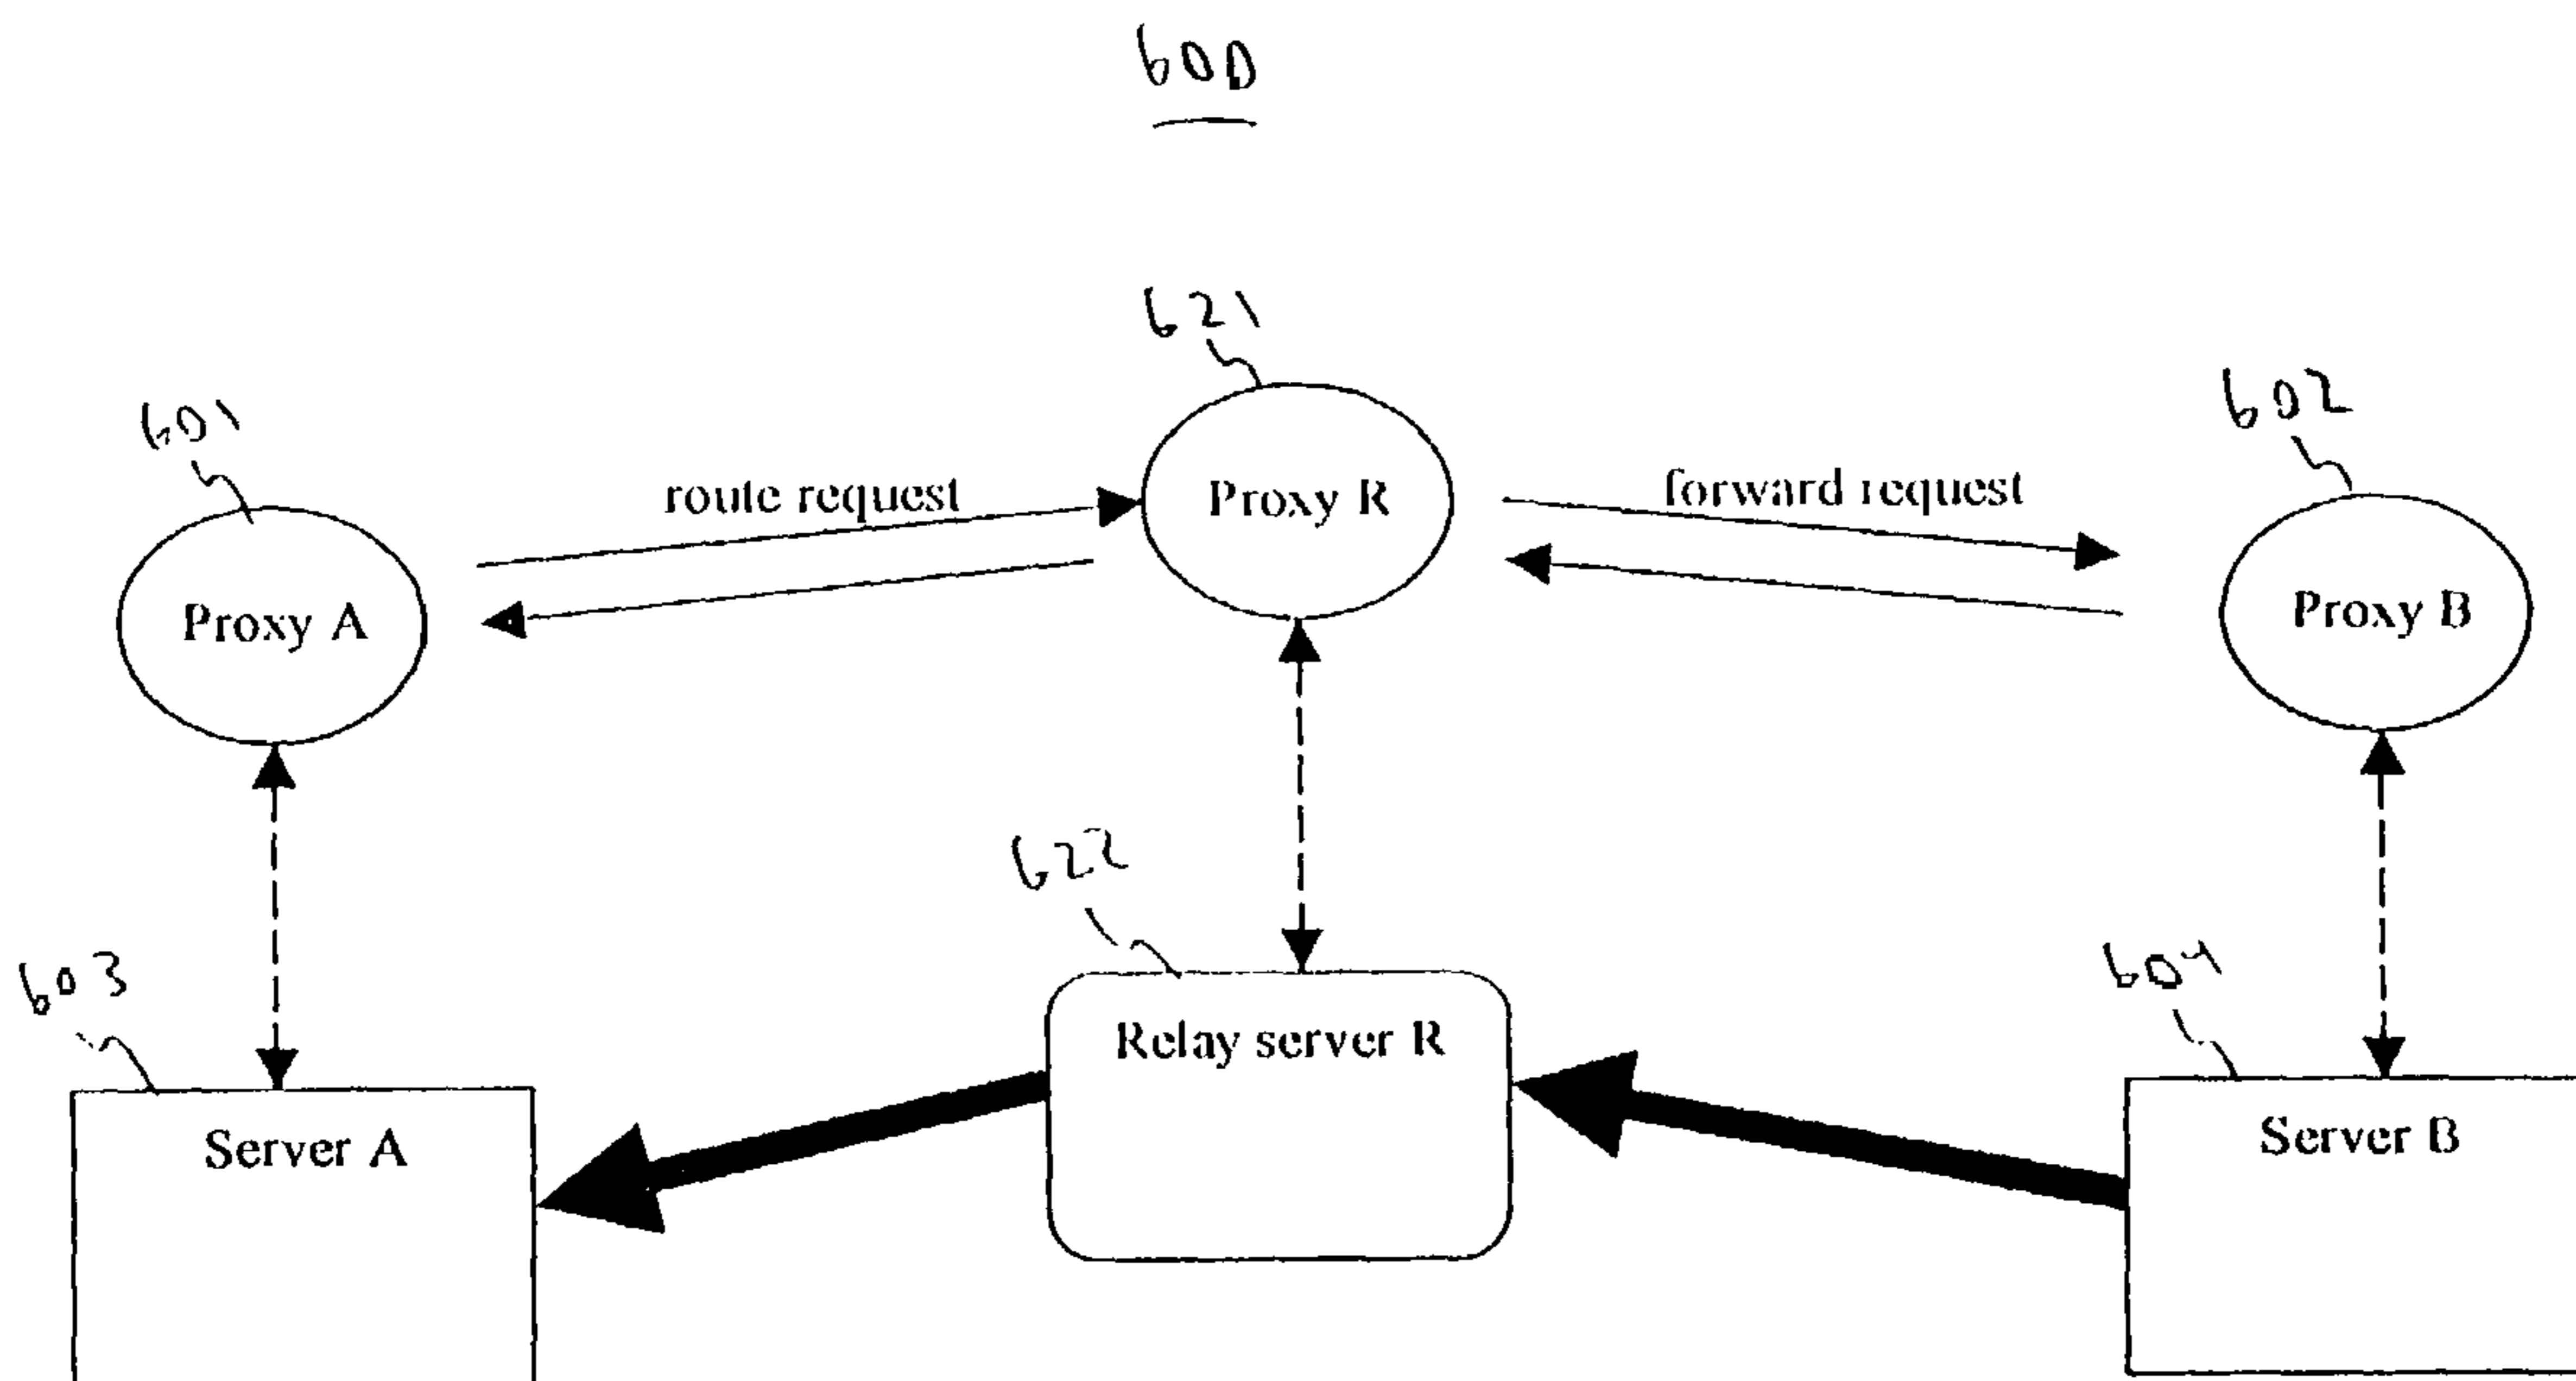 600
621
602
601
route request
forward request
Proxy R
Proxy A
Proxy B
622
603
604
Relay server R
Server A
Server B